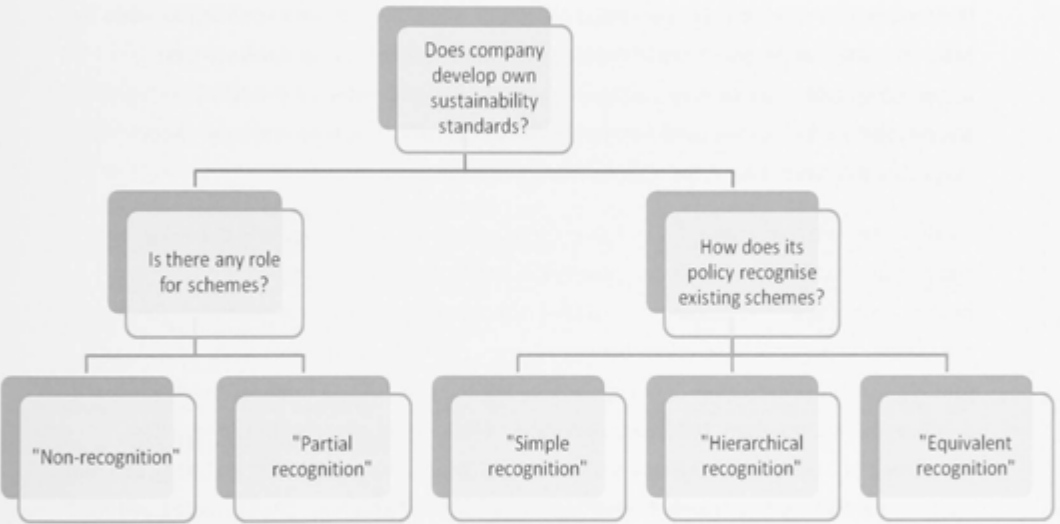 Does company
develop own
sustainability
standards?
Is there any role
for schemes?
How does its
policy recognise
existing schemes?
"Non-recognition"
"Partial
recognition"
"Simple
recognition"
"Hierarchical
recognition"
"Equivalent
recognition"